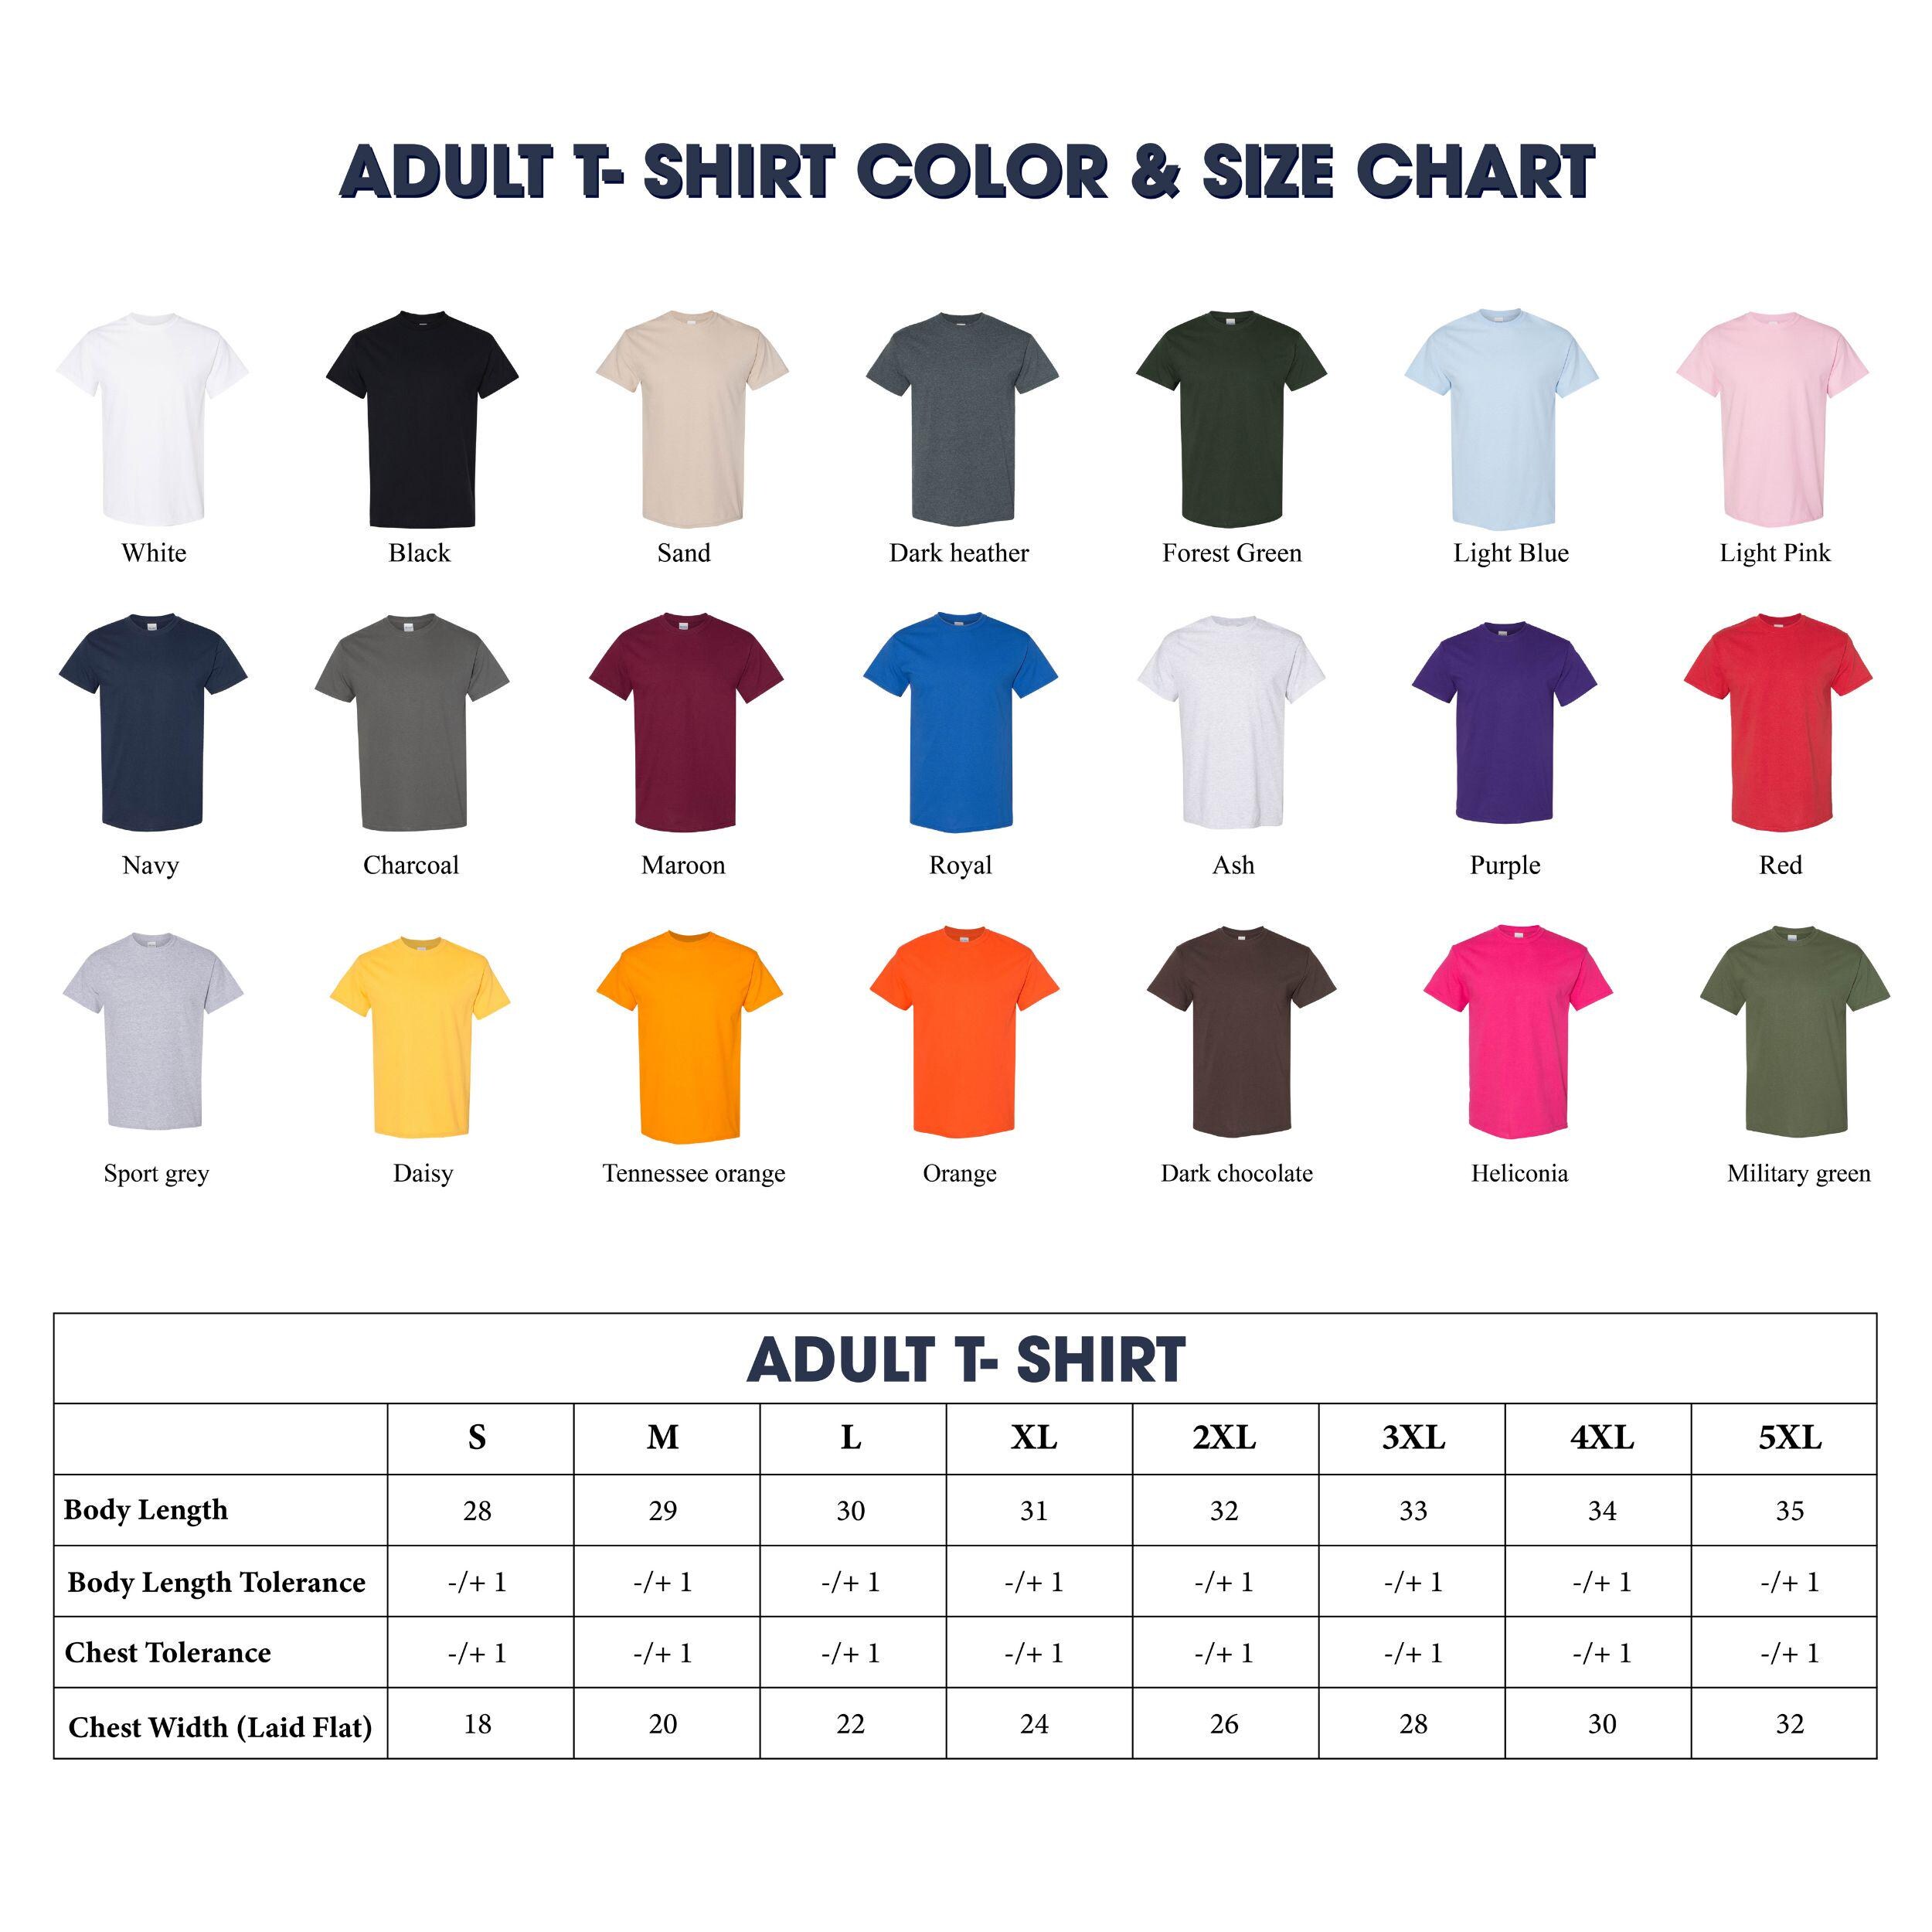 ADULT T- SHIRT COLOR & SIZE CHART
White Black Sand Dark heather Forest Green Light Blue Light Pink
Navy Charcoal Maroon Royal Ash Purple Red
Sport grey Daisy Tennessee orange Orange Dark chocolate Heliconia Military green
ADULT T- SHIRT
S M L XL 2XL 3XL 4XL 5XL
Body Length 28 29 30 31 32 33 34 35
Body Length Tolerance -/+ 1 -/+ 1 -/+ 1 -/+ 1 -/+ 1 -/+ 1 -/+ 1 -/+ 1
Chest Tolerance -/+ 1 -/+ 1 -/+ 1 -/+ 1 -/+ 1 -/+ 1 -/+ 1 -/+ 1
Chest Width (Laid Flat) 18 20 22 24 26 28 30 32